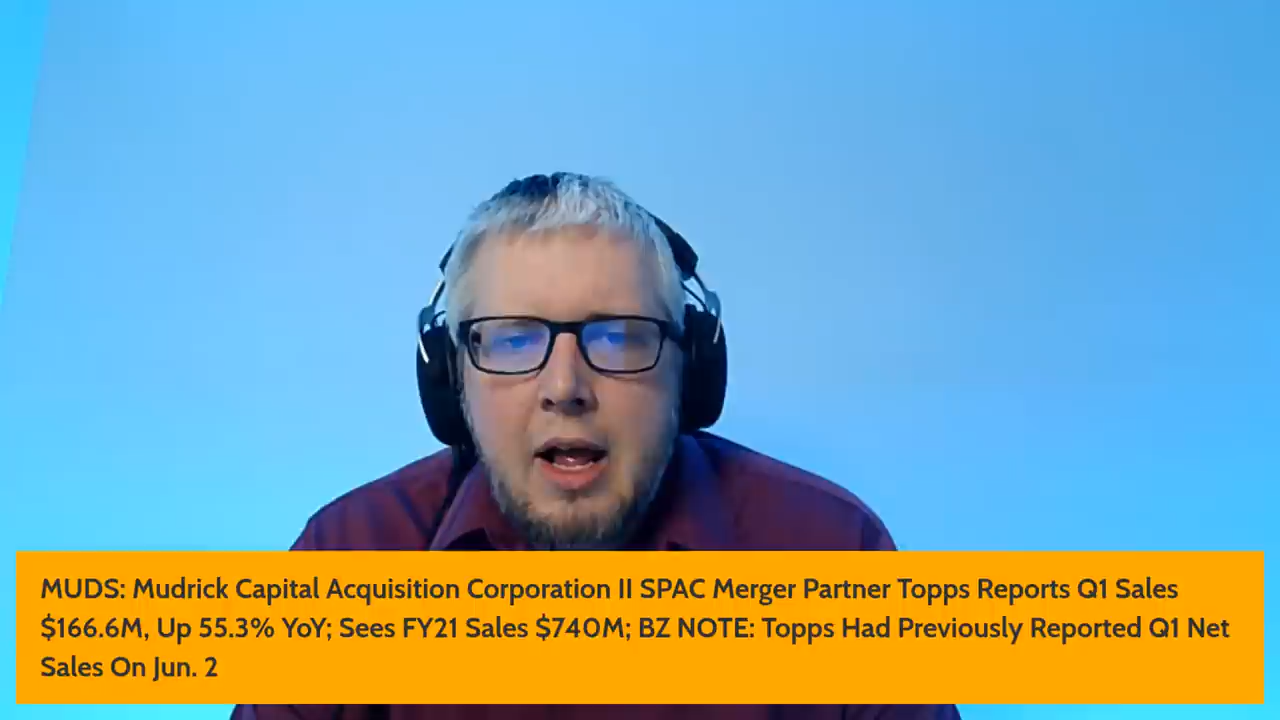 MUDS: Mudrick Capital Acquisition Corporation II SPAC Merger Partner Topps Reports Q1 Sales
$166.6M, Up 55.3% YoY; Sees FY21 Sales $740M; BZ NOTE: Topps Had Previously Reported Q1 Net
Sales On Jun. 2